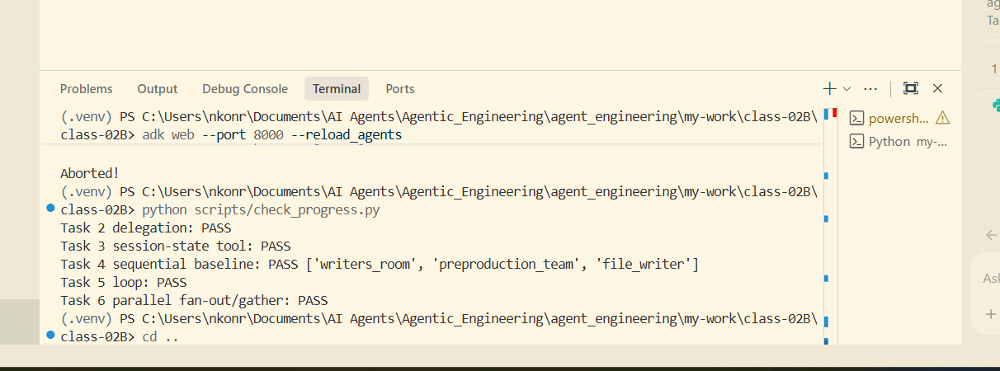 ag
Ta
1
Problems Output Debug Console Terminal Ports
(.venv) PS C:\Users\nkonr\Documents\AI Agents\Agentic_Engineering\agent_engineering\my-work\class-02B\
class-02B> adk web --port 8000 --reload_agents
powersh...
Python my-...
Aborted!
(.venv) PS C:\Users\nkonr\Documents\AI Agents\Agentic_Engineering\agent_engineering\my-work\class-02B\
class-02B> python scripts/check_progress.py
Task 2 delegation: PASS
Task 3 session-state tool: PASS
Task 4 sequential baseline: PASS ['writers_room', 'preproduction_team', 'file_writer']
Task 5 loop: PASS
Task 6 parallel fan-out/gather: PASS
(.venv) PS C:\Users\nkonr\Documents\AI Agents\Agentic_Engineering\agent_engineering\my-work\class-02B\
class-02B> cd ..
Ask